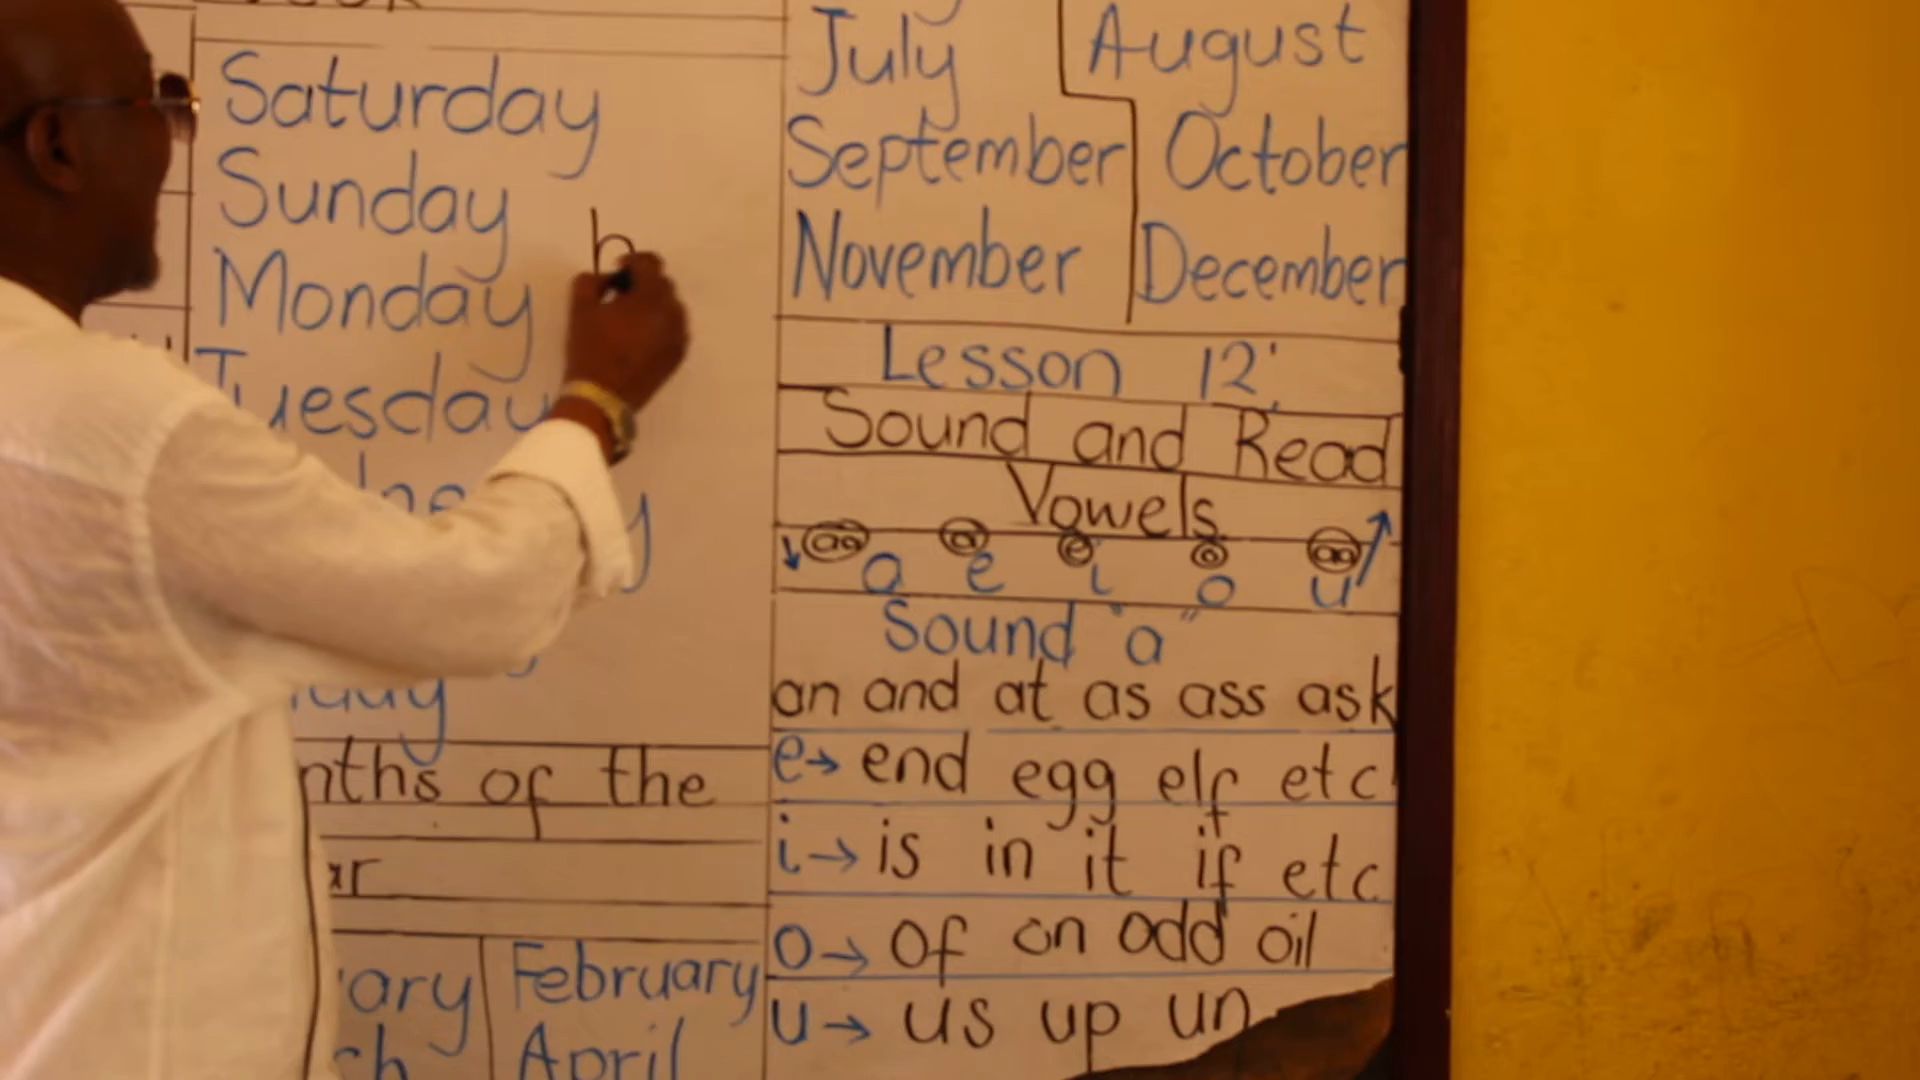 Saturday
Sunday
Monday
Tuesday
of the
February
April
July August
September October
November December
Lesson 12:
Sound and Read
Vowels
a e i o u
Sound "a"
an and at as ass ask
e→ end egg elf etc
i→ is in it if etc
o→ of on odd oil
u→ us up un